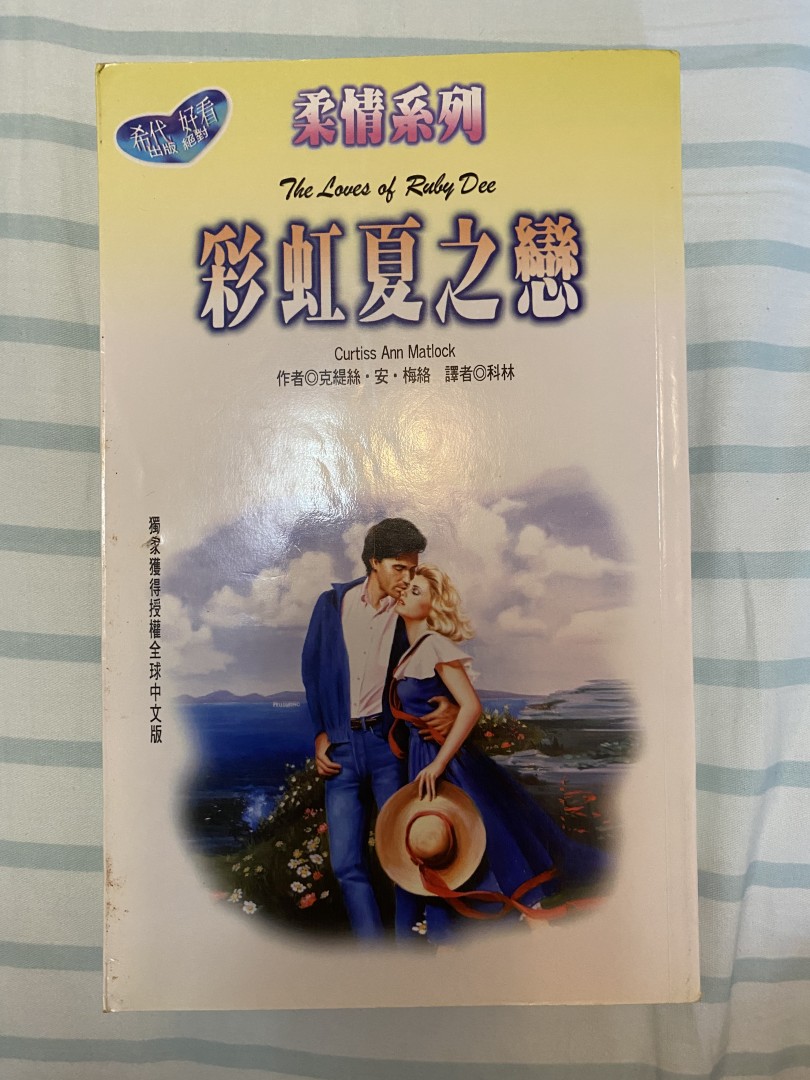 希代 好看
出版 絕對
柔情系列
The Loves of Ruby Dee
彩虹夏之戀
Curtiss Ann Matlock
作者◎克緹絲・安・梅絡 譯者◎科林
獨家獲得授權全球中文版